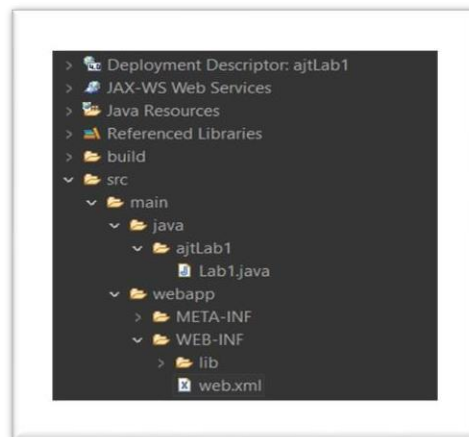 Deployment Descriptor: ajtLab1
JAX-WS Web Services
Java Resources
Referenced Libraries
build
src
main
java
ajtLab1
Lab1.java
webapp
META-INF
WEB-INF
lib
web.xml